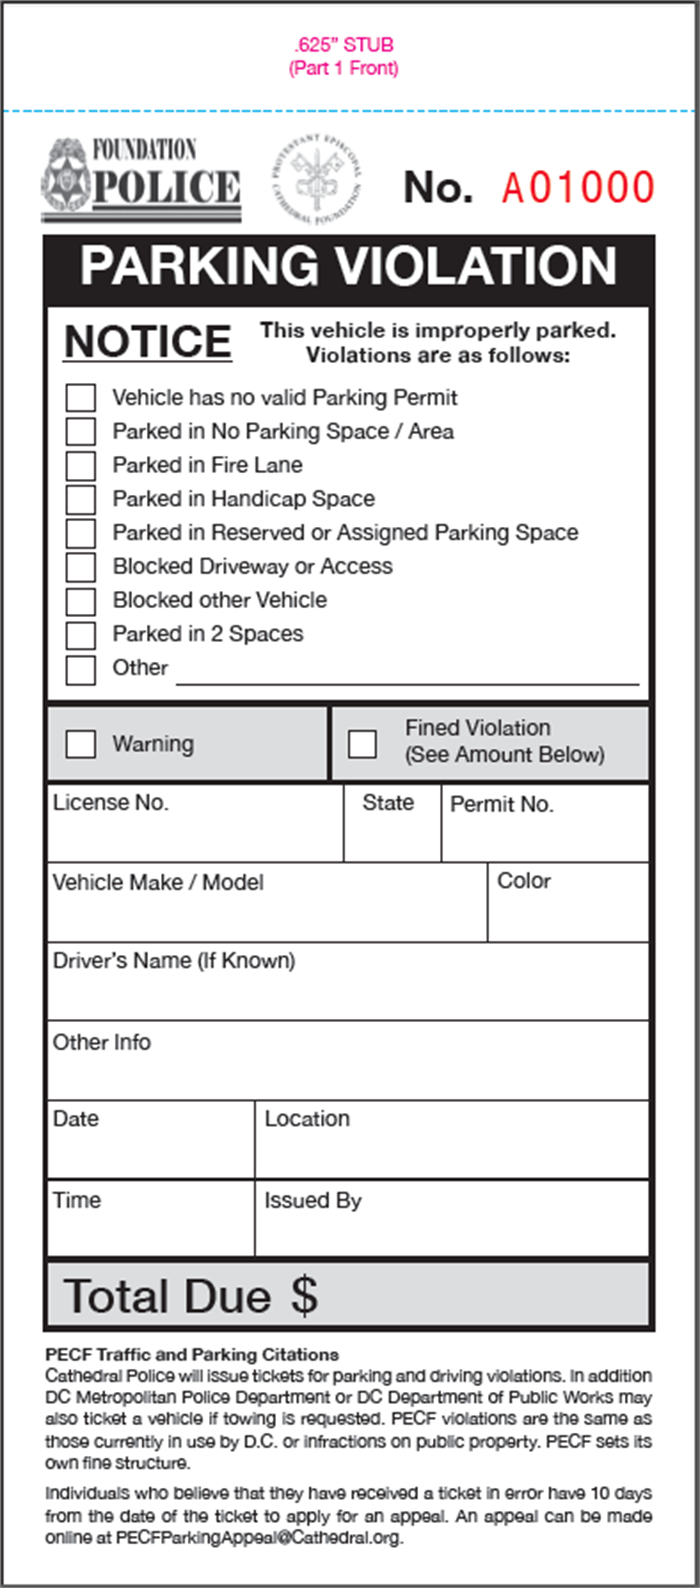 .625” STUB
(Part 1 Front)
FOUNDATION
POLICE
PROTESTANT EPISCOPAL
CATHEDRAL FOUNDATION
No. A01000
PARKING VIOLATION
NOTICE
This vehicle is improperly parked.
Violations are as follows:
Vehicle has no valid Parking Permit
Parked in No Parking Space / Area
Parked in Fire Lane
Parked in Handicap Space
Parked in Reserved or Assigned Parking Space
Blocked Driveway or Access
Blocked other Vehicle
Parked in 2 Spaces
Other
Warning
Fined Violation
(See Amount Below)
License No.
State
Permit No.
Vehicle Make / Model
Color
Driver’s Name (If Known)
Other Info
Date
Location
Time
Issued By
Total Due $
PECF Traffic and Parking Citations
Cathedral Police will issue tickets for parking and driving violations. In addition
DC Metropolitan Police Department or DC Department of Public Works may
also ticket a vehicle if towing is requested. PECF violations are the same as
those currently in use by D.C. or infractions on public property. PECF sets its
own fine structure.
Individuals who believe that they have received a ticket in error have 10 days
from the date of the ticket to apply for an appeal. An appeal can be made
online at PECFParkingAppeal@Cathedral.org.